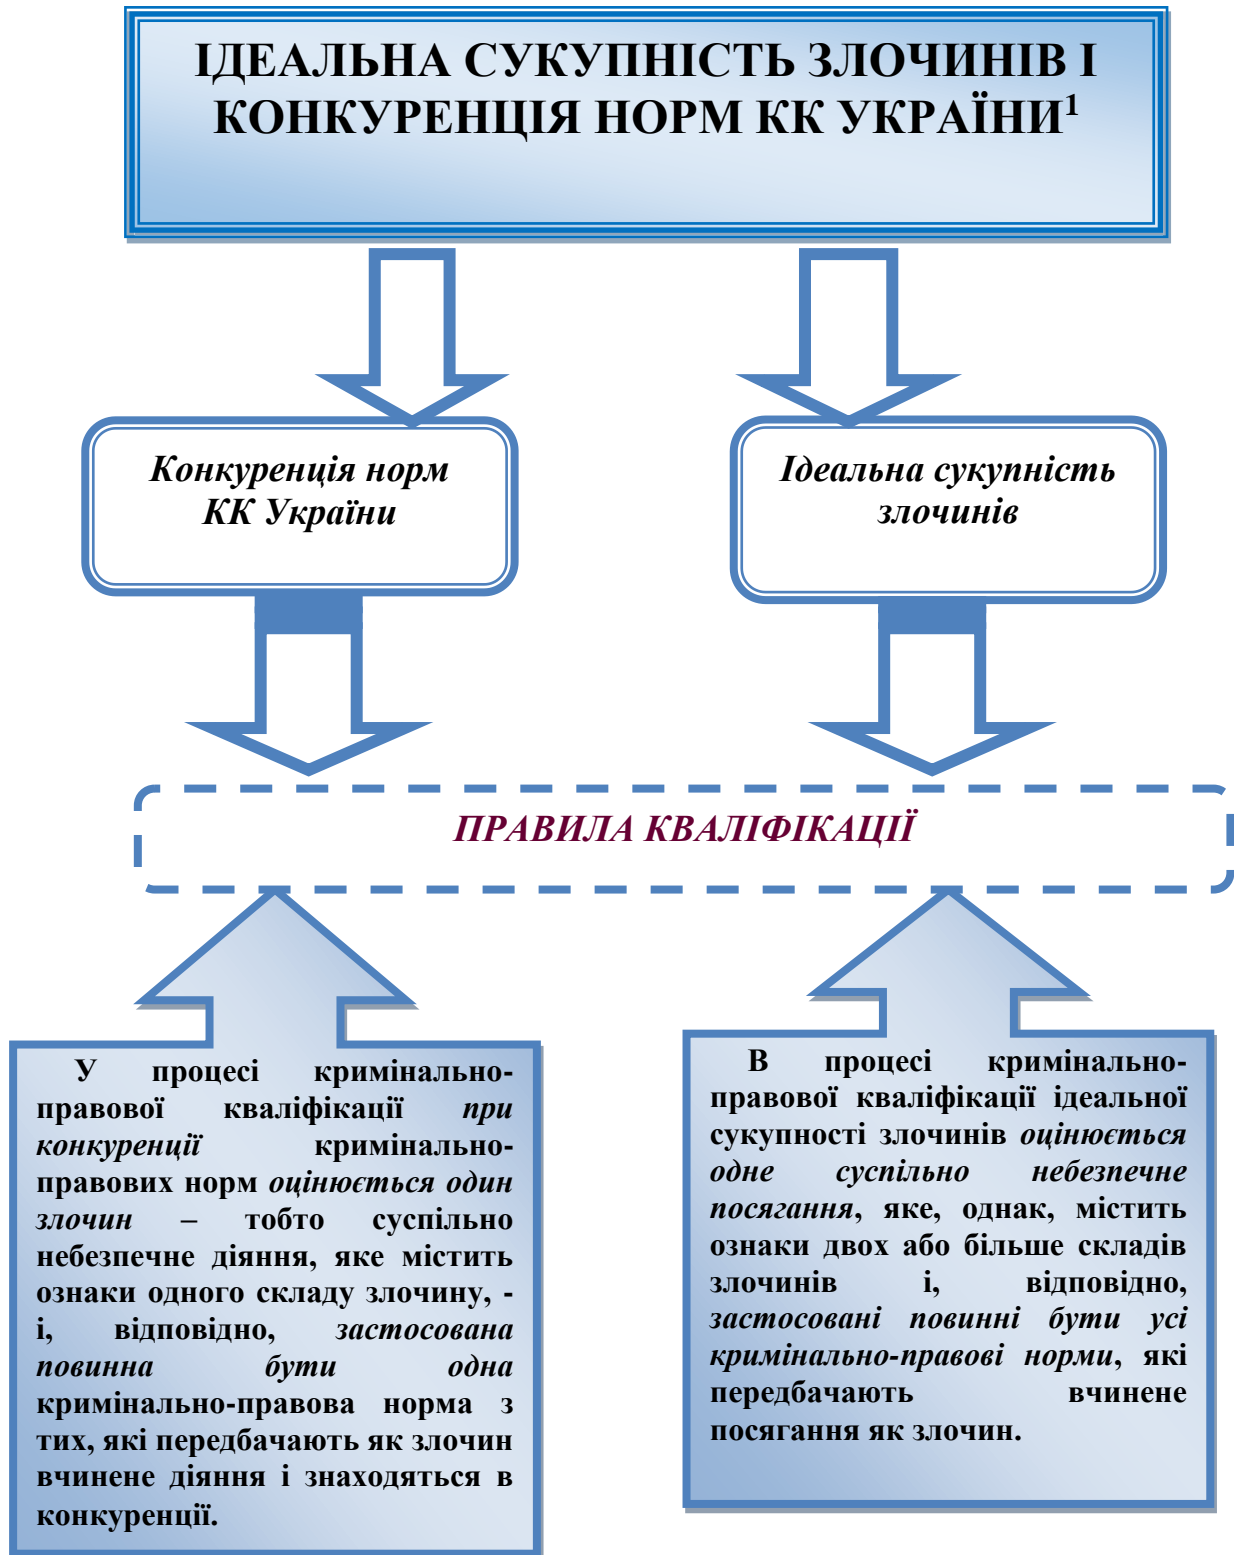 ІДЕАЛЬНА СУКУПНІСТЬ ЗЛОЧИНІВ І
КОНКУРЕНЦІЯ НОРМ КК УКРАЇНИ1
Конкуренція норм
КК України
Ідеальна сукупність
злочинів
ПРАВИЛА КВАЛІФІКАЦІЇ
У процесі кримінально-
правової кваліфікації при
конкуренції кримінально-
правових норм оцінюється один
злочин – тобто суспільно
небезпечне діяння, яке містить
ознаки одного складу злочину, -
і, відповідно, застосована
повинна бути одна
кримінально-правова норма з
тих, які передбачають як злочин
вчинене діяння і знаходяться в
конкуренції.
В процесі кримінально-
правової кваліфікації ідеальної
сукупності злочинів оцінюється
одне суспільно небезпечне
посягання, яке, однак, містить
ознаки двох або більше складів
злочинів і, відповідно,
застосовані повинні бути усі
кримінально-правові норми, які
передбачають вчинене
посягання як злочин.